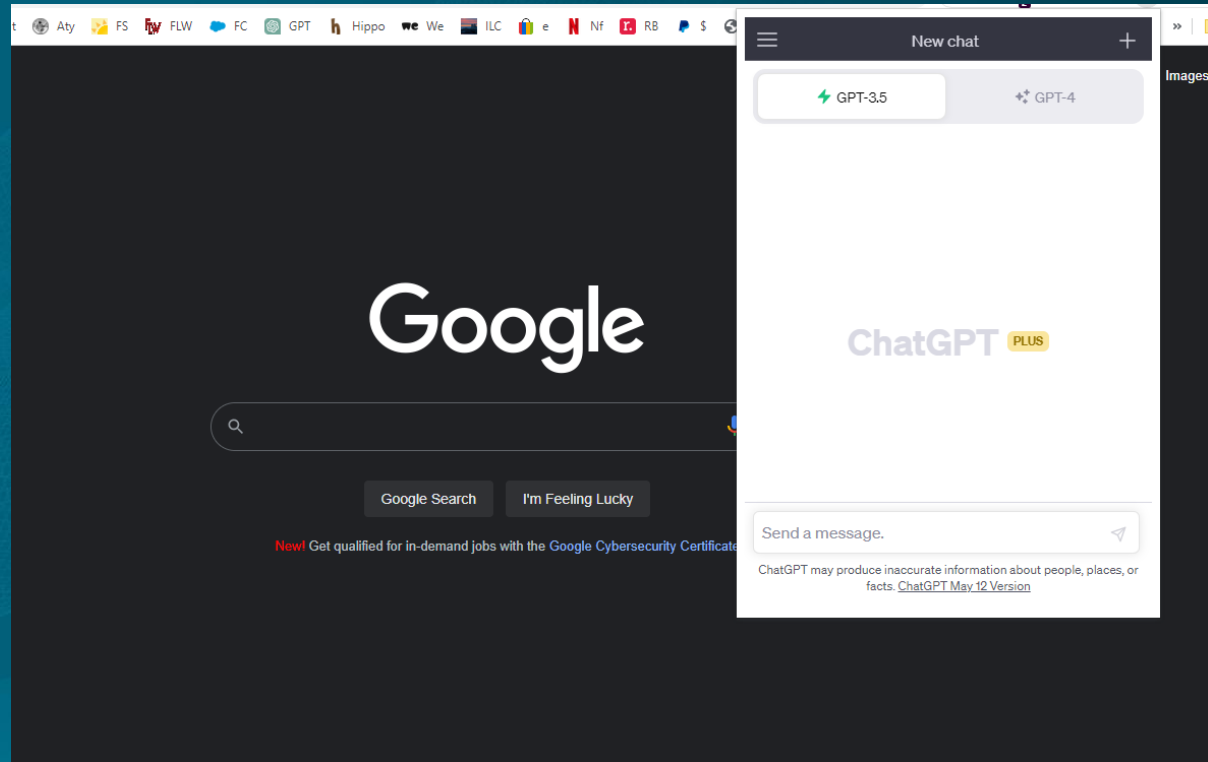 t Aty FS FLW FC GPT h Hippo we We ILC e N Nf r. RB $ »
New chat +
Images
GPT-3.5 GPT-4
Google
ChatGPT PLUS
Google Search I'm Feeling Lucky
New! Get qualified for in-demand jobs with the Google Cybersecurity Certificate
Send a message.
ChatGPT may produce inaccurate information about people, places, or
facts. ChatGPT May 12 Version